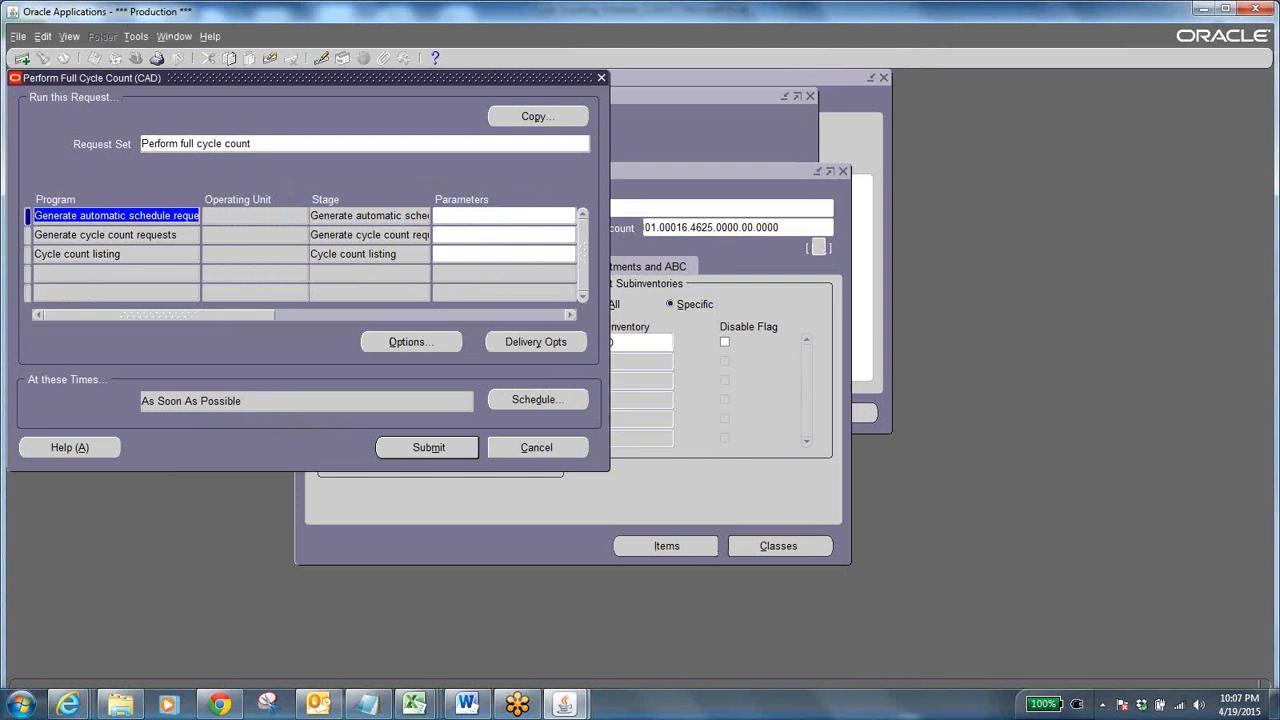 Oracle Applications - *** Production ***
File Edit View Folder Tools Window Help
ORACLE
Perform Full Cycle Count (CAD)
Run this Request...
Copy...
Request Set Perform full cycle count
Program Operating Unit Stage Parameters
Generate automatic schedule reque Generate automatic sched
Generate cycle count requests Generate cycle count requ
Cycle count listing Cycle count listing
Options... Delivery Opts
At these Times...
As Soon As Possible Schedule...
Help (A) Submit Cancel
count 01.00016.4625.0000.00.0000
[ ]
tments and ABC
t Subinventories
All Specific
nventory Disable Flag
Items Classes
100%
10:07 PM
4/19/2015